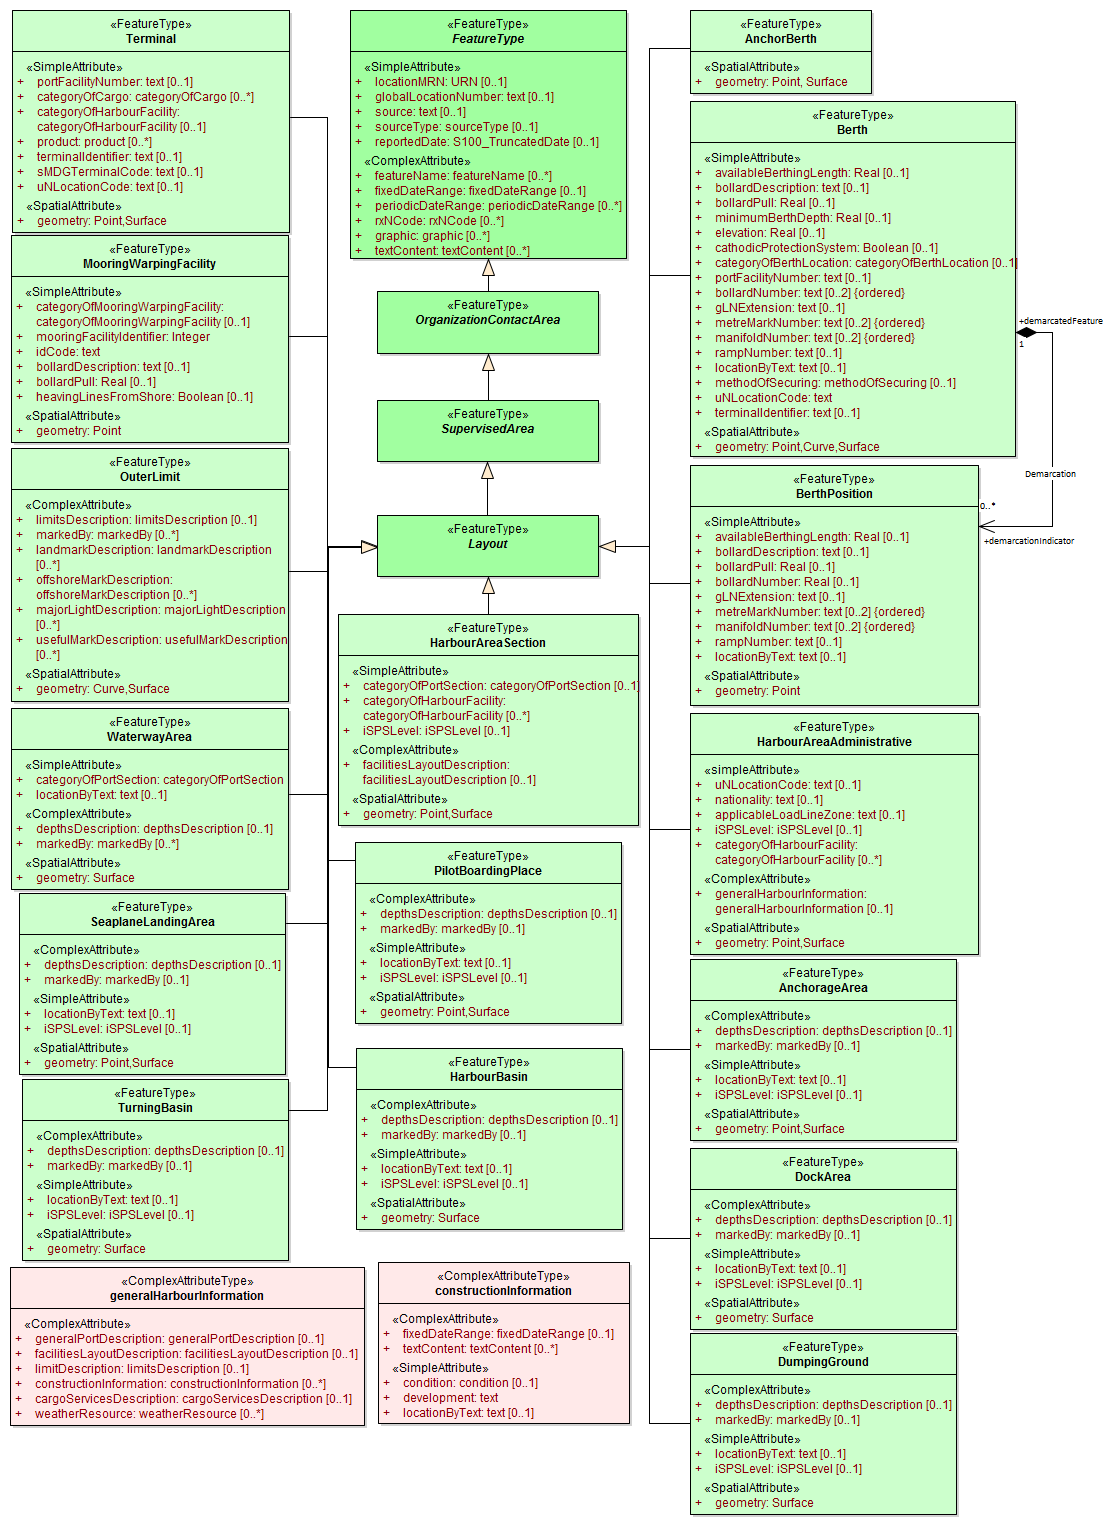 «FeatureType»
Terminal
«SimpleAttribute»
+ portFacilityNumber: text [0..1]
+ categoryOfCargo: categoryOfCargo [0..*]
+ categoryOfHarbourFacility:
categoryOfHarbourFacility [0..1]
+ product: product [0..*]
+ terminalIdentifier: text [0..1]
+ sMDGTerminalCode: text [0..1]
+ uNLocationCode: text [0..1]
«SpatialAttribute»
+ geometry: Point,Surface
«FeatureType»
MooringWarpingFacility
«SimpleAttribute»
+ categoryOfMooringWarpingFacility:
categoryOfMooringWarpingFacility [0..1]
+ mooringFacilityIdentifier: Integer
+ idCode: text
+ bollardDescription: text [0..1]
+ bollardPull: Real [0..1]
+ heavingLinesFromShore: Boolean [0..1]
«SpatialAttribute»
+ geometry: Point
«FeatureType»
OuterLimit
«ComplexAttribute»
+ limitsDescription: limitsDescription [0..1]
+ markedBy: markedBy [0..*]
+ landmarkDescription: landmarkDescription
[0..*]
+ offshoreMarkDescription:
offshoreMarkDescription [0..*]
+ majorLightDescription: majorLightDescription
[0..*]
+ usefulMarkDescription: usefulMarkDescription
[0..*]
«SpatialAttribute»
+ geometry: Curve,Surface
«FeatureType»
WaterwayArea
«SimpleAttribute»
+ categoryOfPortSection: categoryOfPortSection
+ locationByText: text [0..1]
«ComplexAttribute»
+ depthsDescription: depthsDescription [0..1]
+ markedBy: markedBy [0..*]
«SpatialAttribute»
+ geometry: Surface
«FeatureType»
SeaplaneLandingArea
«ComplexAttribute»
+ depthsDescription: depthsDescription [0..1]
+ markedBy: markedBy [0..1]
«SimpleAttribute»
+ locationByText: text [0..1]
+ iSPSLevel: iSPSLevel [0..1]
«SpatialAttribute»
+ geometry: Point,Surface
«FeatureType»
TurningBasin
«ComplexAttribute»
+ depthsDescription: depthsDescription [0..1]
+ markedBy: markedBy [0..1]
«SimpleAttribute»
+ locationByText: text [0..1]
+ iSPSLevel: iSPSLevel [0..1]
«SpatialAttribute»
+ geometry: Surface
«ComplexAttributeType»
generalHarbourInformation
«ComplexAttribute»
+ generalPortDescription: generalPortDescription [0..1]
+ facilitiesLayoutDescription: facilitiesLayoutDescription [0..1]
+ limitDescription: limitsDescription [0..1]
+ constructionInformation: constructionInformation [0..*]
+ cargoServicesDescription: cargoServicesDescription [0..1]
+ weatherResource: weatherResource [0..*]
«FeatureType»
FeatureType
«SimpleAttribute»
+ locationMRN: URN [0..1]
+ globalLocationNumber: text [0..1]
+ source: text [0..1]
+ sourceType: sourceType [0..1]
+ reportedDate: S100_TruncatedDate [0..1]
«ComplexAttribute»
+ featureName: featureName [0..*]
+ fixedDateRange: fixedDateRange [0..1]
+ periodicDateRange: periodicDateRange [0..*]
+ rxNCode: rxNCode [0..*]
+ graphic: graphic [0..*]
+ textContent: textContent [0..*]
«FeatureType»
OrganizationContactArea
«FeatureType»
SupervisedArea
«FeatureType»
Layout
«FeatureType»
HarbourAreaSection
«SimpleAttribute»
+ categoryOfPortSection: categoryOfPortSection [0..1]
+ categoryOfHarbourFacility:
categoryOfHarbourFacility [0..*]
+ iSPSLevel: iSPSLevel [0..1]
«ComplexAttribute»
+ facilitiesLayoutDescription:
facilitiesLayoutDescription [0..1]
«SpatialAttribute»
+ geometry: Point,Surface
«FeatureType»
PilotBoardingPlace
«ComplexAttribute»
+ depthsDescription: depthsDescription [0..1]
+ markedBy: markedBy [0..1]
«SimpleAttribute»
+ locationByText: text [0..1]
+ iSPSLevel: iSPSLevel [0..1]
«SpatialAttribute»
+ geometry: Point,Surface
«FeatureType»
HarbourBasin
«ComplexAttribute»
+ depthsDescription: depthsDescription [0..1]
+ markedBy: markedBy [0..1]
«SimpleAttribute»
+ locationByText: text [0..1]
+ iSPSLevel: iSPSLevel [0..1]
«SpatialAttribute»
+ geometry: Surface
«ComplexAttributeType»
constructionInformation
«ComplexAttribute»
+ fixedDateRange: fixedDateRange [0..1]
+ textContent: textContent [0..*]
«SimpleAttribute»
+ condition: condition [0..1]
+ development: text
+ locationByText: text [0..1]
«FeatureType»
AnchorBerth
«SpatialAttribute»
+ geometry: Point, Surface
«FeatureType»
Berth
«SimpleAttribute»
+ availableBerthingLength: Real [0..1]
+ bollardDescription: text [0..1]
+ bollardPull: Real [0..1]
+ minimumBerthDepth: Real [0..1]
+ elevation: Real [0..1]
+ cathodicProtectionSystem: Boolean [0..1]
+ categoryOfBerthLocation: categoryOfBerthLocation [0..1]
+ portFacilityNumber: text [0..1]
+ bollardNumber: text [0..2] {ordered}
+ gLNExtension: text [0..1]
+ metreMarkNumber: text [0..2] {ordered}
+ manifoldNumber: text [0..2] {ordered}
+ rampNumber: text [0..1]
+ locationByText: text [0..1]
+ methodOfSecuring: methodOfSecuring [0..1]
+ uNLocationCode: text
+ terminalIdentifier: text [0..1]
«SpatialAttribute»
+ geometry: Point,Curve,Surface
+demarcatedFeature
1
Demarcation
0..*
+demarcationIndicator
«FeatureType»
BerthPosition
«SimpleAttribute»
+ availableBerthingLength: Real [0..1]
+ bollardDescription: text [0..1]
+ bollardPull: Real [0..1]
+ bollardNumber: Real [0..1]
+ gLNExtension: text [0..1]
+ metreMarkNumber: text [0..2] {ordered}
+ manifoldNumber: text [0..2] {ordered}
+ rampNumber: text [0..1]
+ locationByText: text [0..1]
«SpatialAttribute»
+ geometry: Point
«FeatureType»
HarbourAreaAdministrative
«simpleAttribute»
+ uNLocationCode: text [0..1]
+ nationality: text [0..1]
+ applicableLoadLineZone: text [0..1]
+ iSPSLevel: iSPSLevel [0..1]
+ categoryOfHarbourFacility:
categoryOfHarbourFacility [0..*]
«ComplexAttribute»
+ generalHarbourInformation:
generalHarbourInformation [0..1]
«SpatialAttribute»
+ geometry: Point,Surface
«FeatureType»
AnchorageArea
«ComplexAttribute»
+ depthsDescription: depthsDescription [0..1]
+ markedBy: markedBy [0..1]
«SimpleAttribute»
+ locationByText: text [0..1]
+ iSPSLevel: iSPSLevel [0..1]
«SpatialAttribute»
+ geometry: Point,Surface
«FeatureType»
DockArea
«ComplexAttribute»
+ depthsDescription: depthsDescription [0..1]
+ markedBy: markedBy [0..1]
«SimpleAttribute»
+ locationByText: text [0..1]
+ iSPSLevel: iSPSLevel [0..1]
«SpatialAttribute»
+ geometry: Surface
«FeatureType»
DumpingGround
«ComplexAttribute»
+ depthsDescription: depthsDescription [0..1]
+ markedBy: markedBy [0..1]
«SimpleAttribute»
+ locationByText: text [0..1]
+ iSPSLevel: iSPSLevel [0..1]
«SpatialAttribute»
+ geometry: Surface